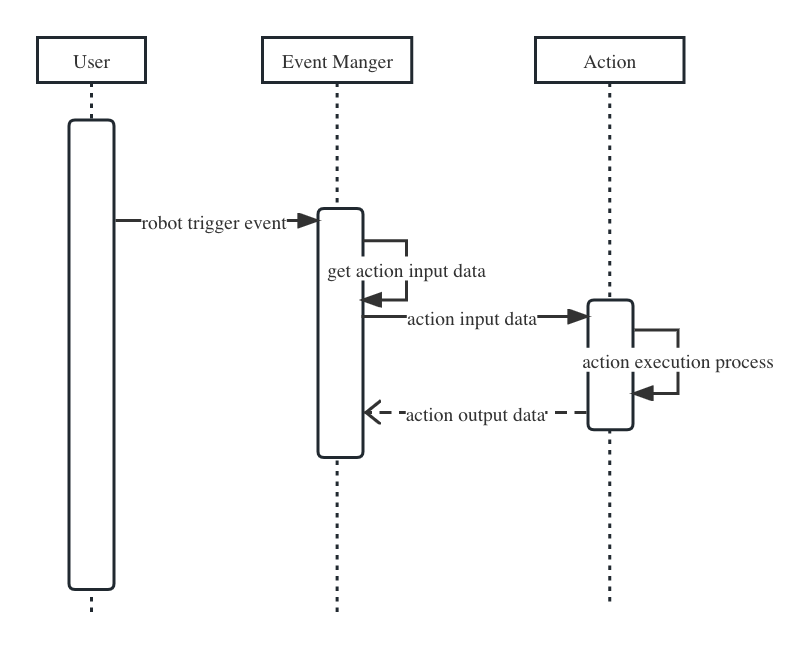 User
Event Manger
Action
robot trigger event
get action input data
action input data
action execution process
action output data